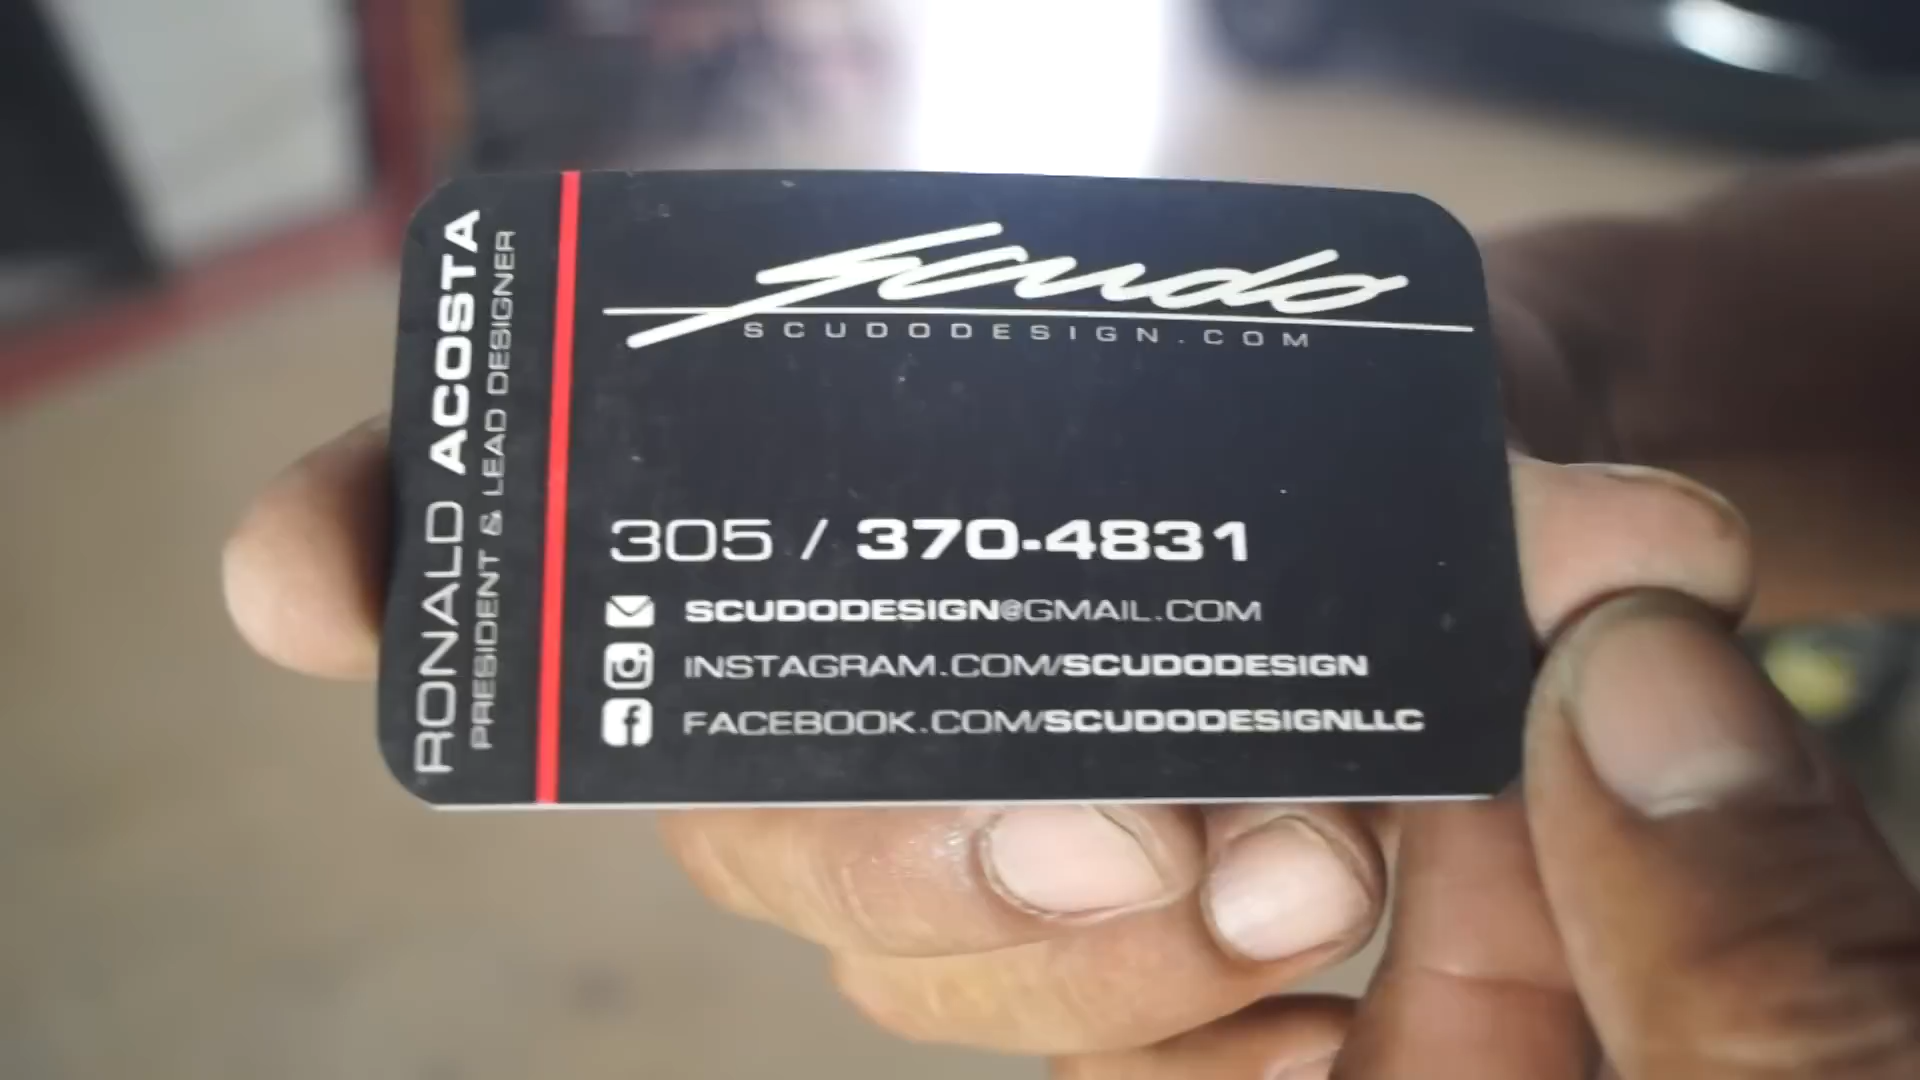 RONALD ACOSTA
PRESIDENT & LEAD DESIGNER
Scudo
SCUDODESIGN.COM
305 / 370-4831
SCUDODESIGN@GMAIL.COM
INSTAGRAM.COM/SCUDODESIGN
FACEBOOK.COM/SCUDODESIGNLLC